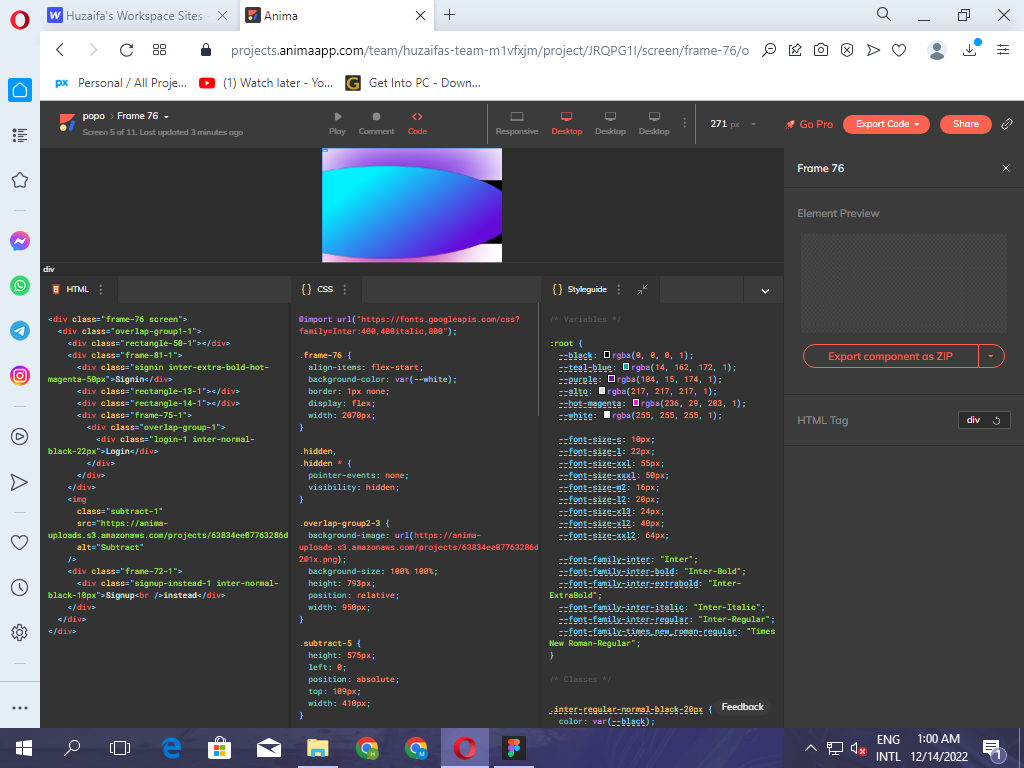 Huzaifa's Workspace Sites -
Anima
projects.animaapp.com/team/huzaifas-team-m1vfxjm/project/JRQPG1I/screen/frame-76/o
px Personal / All Proje...
(1) Watch later - Yo...
Get Into PC - Down...
popo > Frame 76
Screen 5 of 11. Last updated 3 minutes ago
Play
Comment
Code
Responsive
Desktop
Desktop
Desktop
271 px
Go Pro
Export Code
Share
Frame 76
Element Preview
Export component as ZIP
HTML Tag
div
div
HTML
<div class="frame-76 screen">
<div class="overlap-group1-1">
<div class="rectangle-50-1"></div>
<div class="frame-81-1">
<div class="signin inter-extra-bold-hot-
magenta-50px">Signin</div>
<div class="rectangle-13-1"></div>
<div class="rectangle-14-1"></div>
<div class="frame-75-1">
<div class="overlap-group-1">
<div class="login-1 inter-normal-
black-22px">Login</div>
</div>
</div>
</div>
<img
class="subtract-1"
src="https://anima-
uploads.s3.amazonaws.com/projects/63834ee07763286d
alt="Subtract"
/>
<div class="frame-72-1">
<div class="signup-instead-1 inter-normal-
black-10px">Signup<br />instead</div>
</div>
</div>
</div>
{} CSS
@import url("https://fonts.googleapis.com/css?
family=Inter:400,400italic,800");
.frame-76 {
align-items: flex-start;
background-color: var(--white);
border: 1px none;
display: flex;
width: 2070px;
}
.hidden,
.hidden * {
pointer-events: none;
visibility: hidden;
}
.overlap-group2-3 {
background-image: url(https://anima-
uploads.s3.amazonaws.com/projects/63834ee07763286d
201x.png);
background-size: 100% 100%;
height: 793px;
position: relative;
width: 950px;
}
.subtract-5 {
height: 575px;
left: 0;
position: absolute;
top: 109px;
width: 410px;
}
{} Styleguide
/* Variables */
:root {
--black: rgba(0, 0, 0, 1);
--teal-blue: rgba(14, 162, 172, 1);
--purple: rgba(104, 15, 174, 1);
--alto: rgba(217, 217, 217, 1);
--hot-magenta: rgba(236, 29, 203, 1);
--white: rgba(255, 255, 255, 1);
--font-size-s: 10px;
--font-size-l: 22px;
--font-size-xxl: 55px;
--font-size-xxxl: 50px;
--font-size-m2: 16px;
--font-size-l2: 20px;
--font-size-xl3: 24px;
--font-size-xl2: 40px;
--font-size-xxl2: 64px;
--font-family-inter: "Inter";
--font-family-inter-bold: "Inter-Bold";
--font-family-inter-extrabold: "Inter-
ExtraBold";
--font-family-inter-italic: "Inter-Italic";
--font-family-inter-regular: "Inter-Regular";
--font-family-times_new_roman-regular: "Times
New Roman-Regular";
}
/* Classes */
.inter-regular-normal-black-20px {
color: var(--black);
Feedback
ENG
INTL
1:00 AM
12/14/2022
1